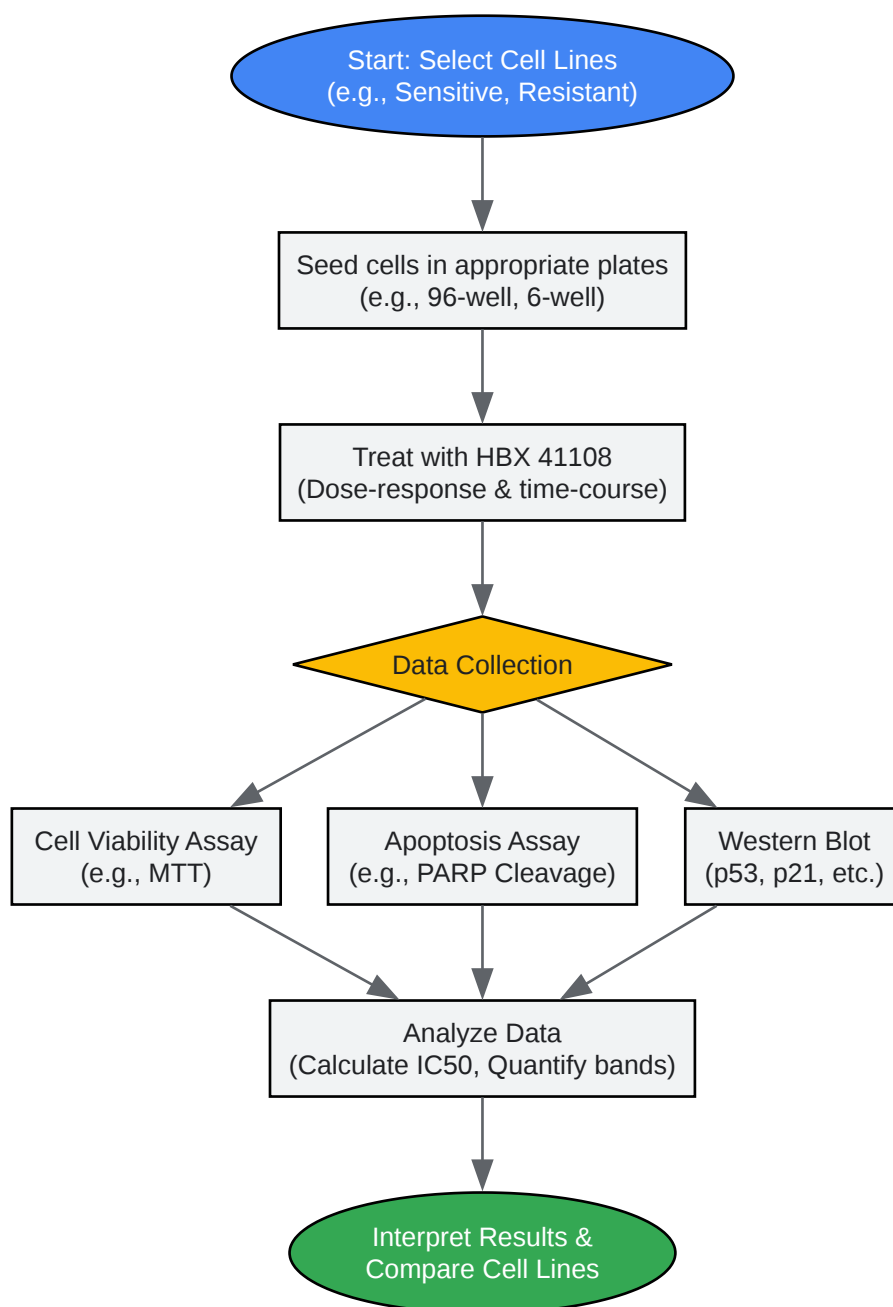 Start: Select Cell Lines
(e.g., Sensitive, Resistant)
Seed cells in appropriate plates
(e.g., 96-well, 6-well)
Treat with HBX 41108
(Dose-response & time-course)
Data Collection
Cell Viability Assay
(e.g., MTT)
Apoptosis Assay
(e.g., PARP Cleavage)
Western Blot
(p53, p21, etc.)
Analyze Data
(Calculate IC50, Quantify bands)
Interpret Results &
Compare Cell Lines